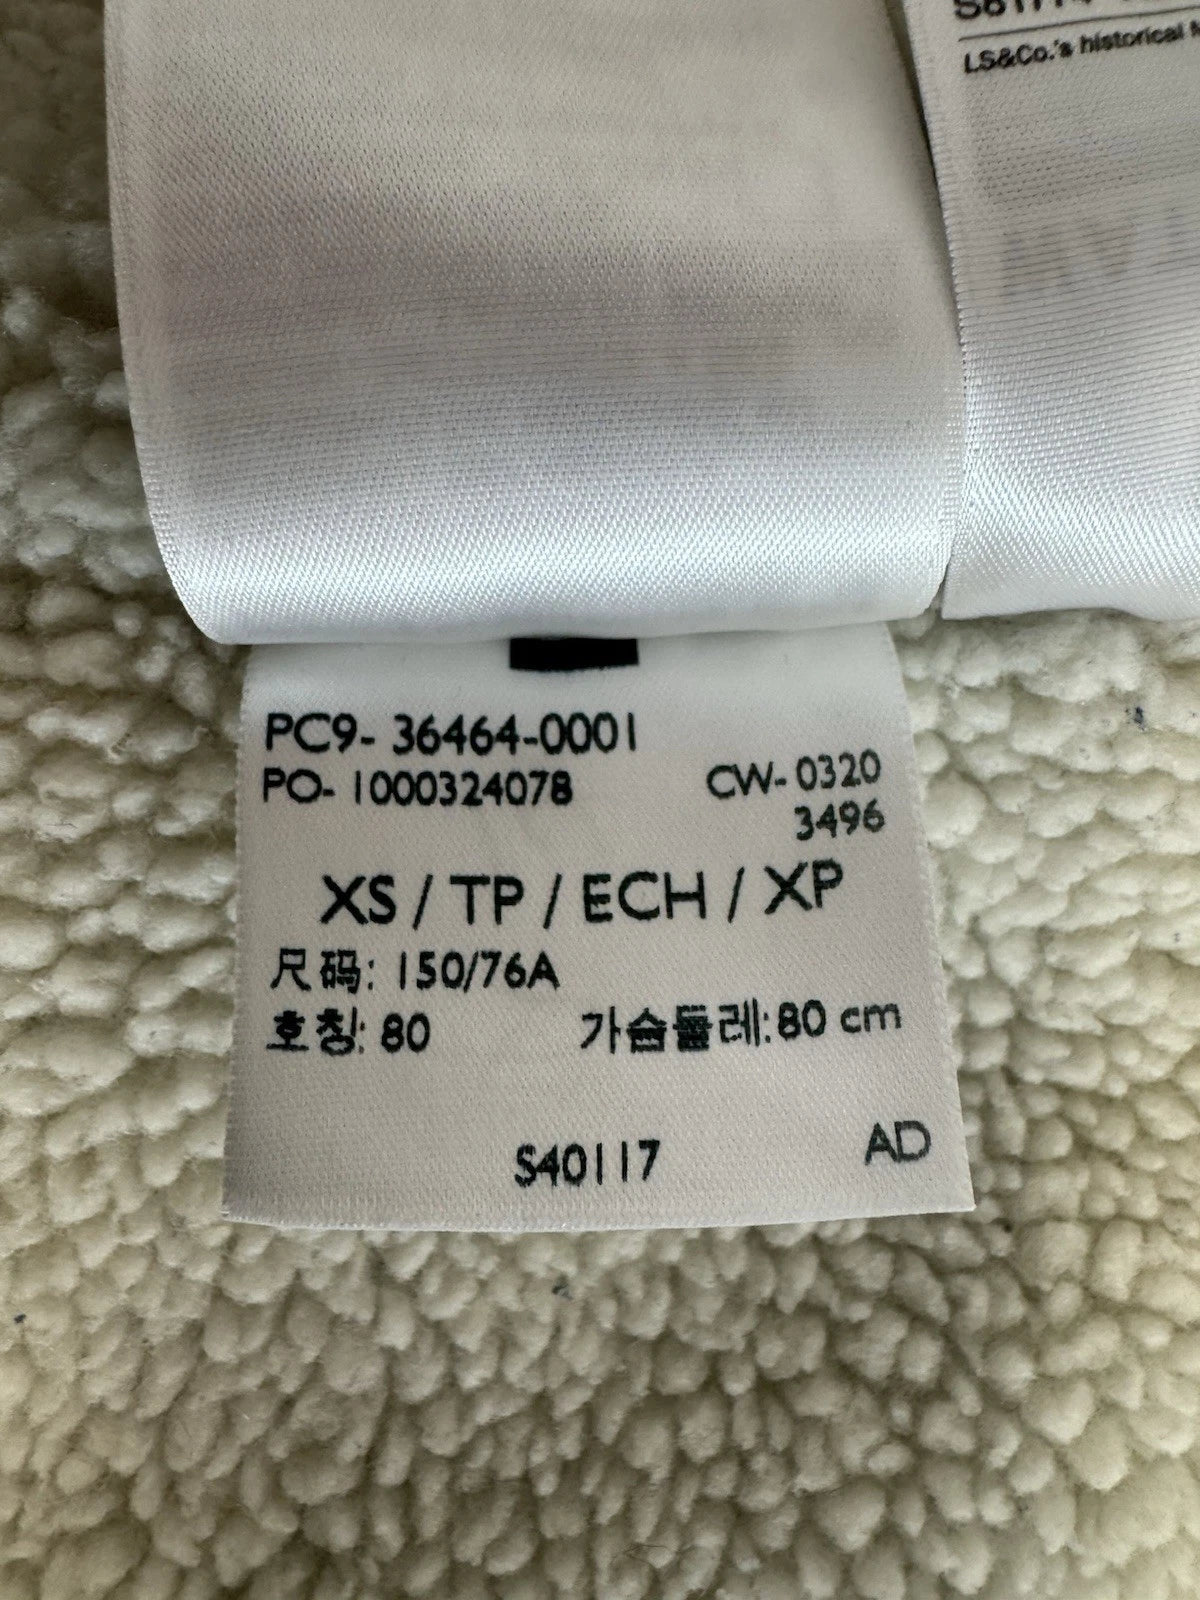 LS&Co.'s historical
PC9- 36464-0001
PO- 1000324078
CW- 0320
3496
XS / TP / ECH / XP
尺码: 150/76A
호칭: 80 가슴둘레: 80 cm
S40117
AD